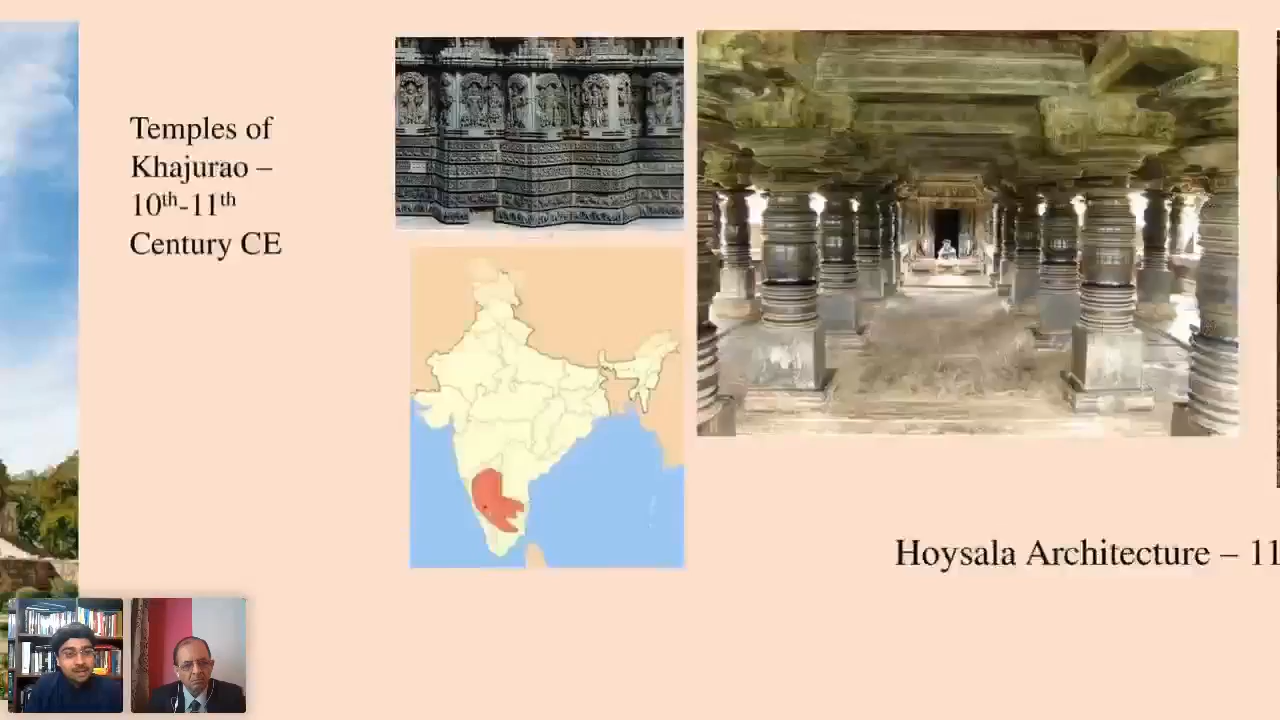 Temples of
Khajurao –
10th-11th
Century CE
Hoysala Architecture – 11